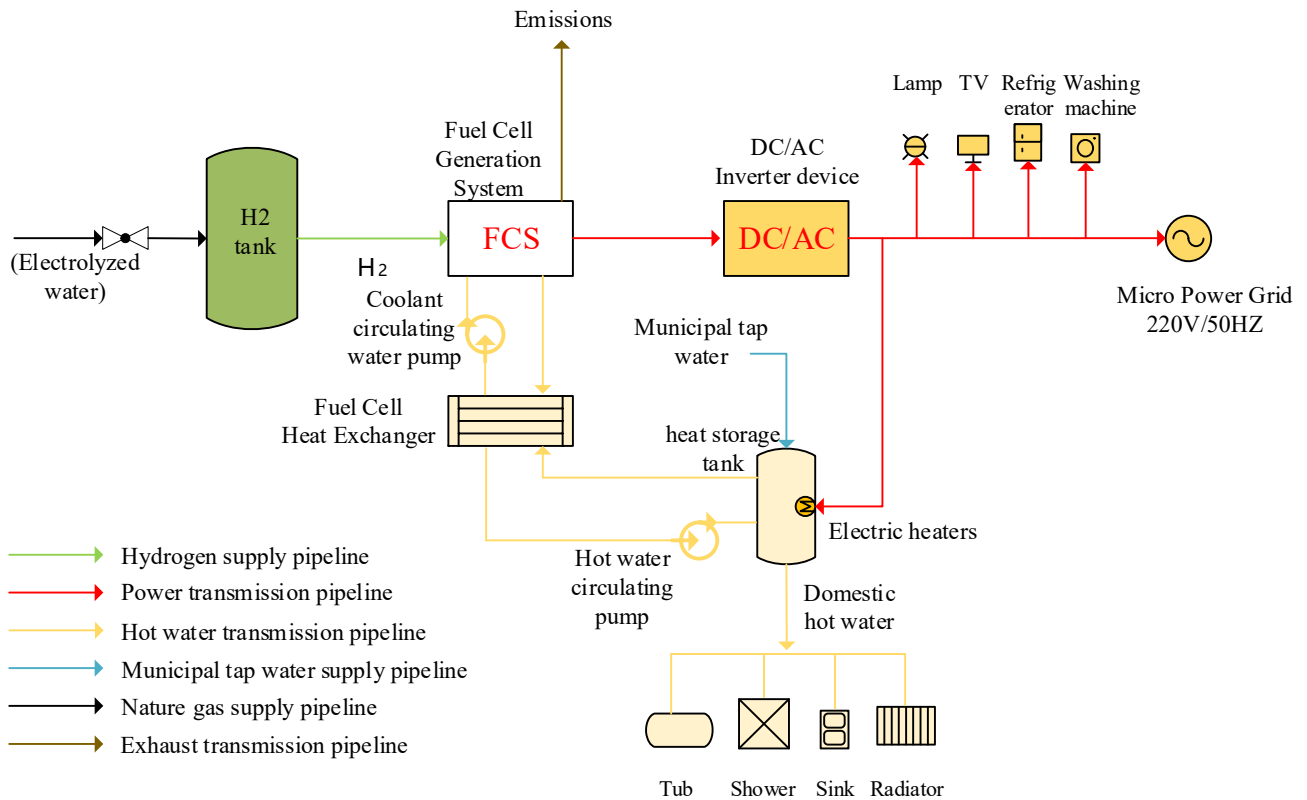 Emissions
Lamp
TV
Refrig
erator
Washing
machine
Fuel Cell
Generation
System
DC/AC
Inverter device
H2
tank
FCS
DC/AC
(Electrolyzed
water)
H2
Coolant
circulating
water pump
Municipal tap
water
Micro Power Grid
220V/50HZ
Fuel Cell
Heat Exchanger
heat storage
tank
M
Electric heaters
Hot water
circulating
pump
Domestic
hot water
Hydrogen supply pipeline
Power transmission pipeline
Hot water transmission pipeline
Municipal tap water supply pipeline
Nature gas supply pipeline
Exhaust transmission pipeline
Tub
Shower
Sink
Radiator